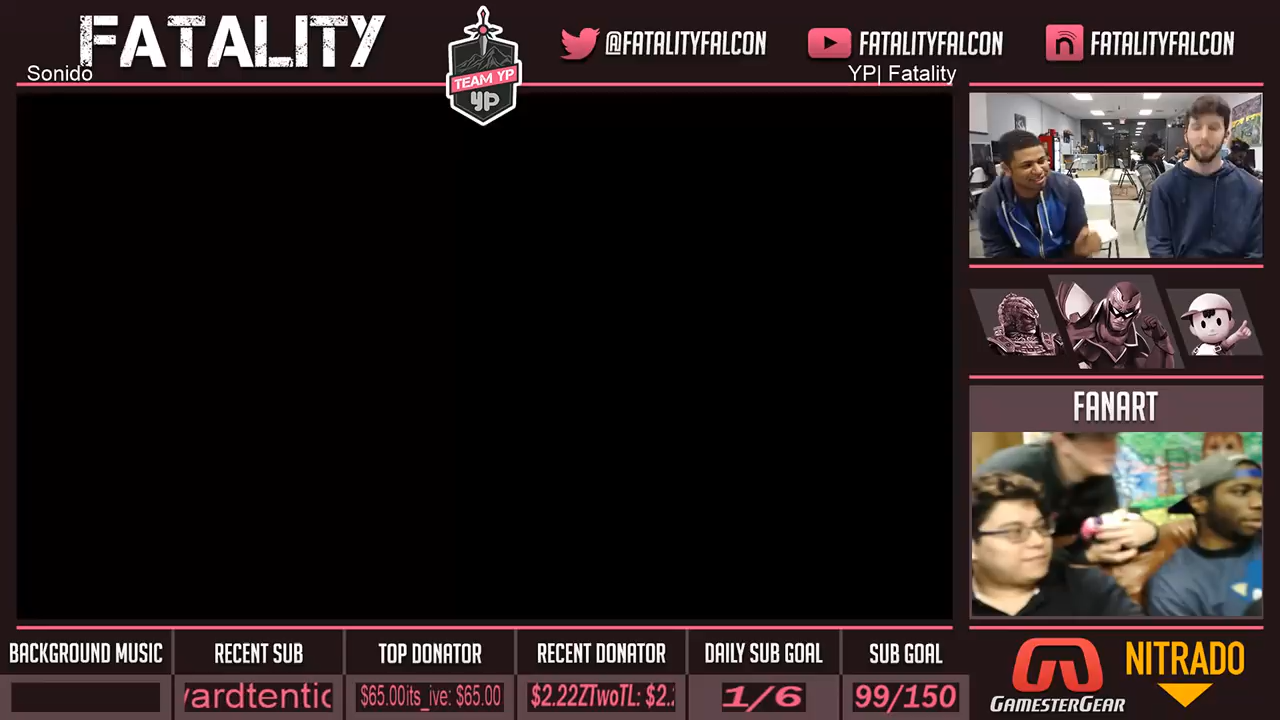 FATALITY
TEAM YP
YP
@FATALITYFALCON
FATALITYFALCON
FATALITYFALCON
Sonido
YP| Fatality
FANART
BACKGROUND MUSIC
RECENT SUB
TOP DONATOR
RECENT DONATOR
DAILY SUB GOAL
SUB GOAL
ardtentic
$65.00its_ive: $65.00
$2.22ZTwoTL: $2.
1/6
99/150
GAMESTERGEAR
NITRADO